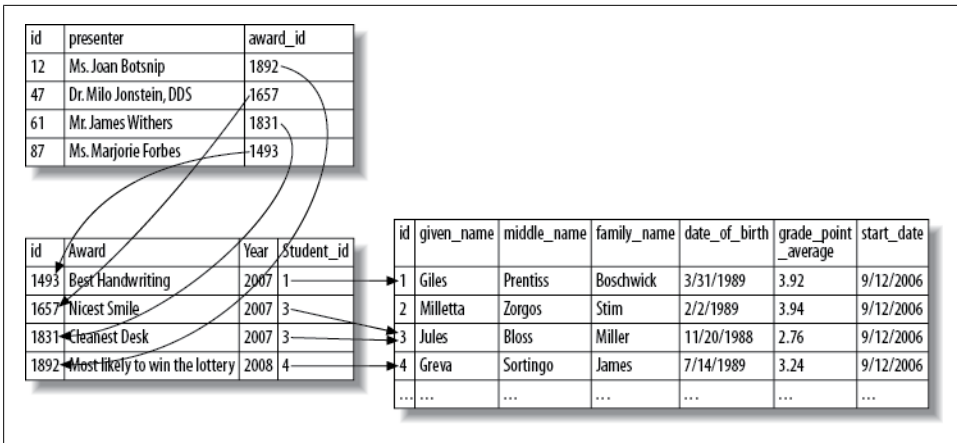 id presenter award_id
12 Ms. Joan Botsnip 1892
47 Dr. Milo Jonstein, DDS 1657
61 Mr. James Withers 1831
87 Ms. Marjorie Forbes 1493
id Award Year Student_id
1493 Best Handwriting 2007 1
1657 Nicest Smile 2007 3
1831 Cleanest Desk 2007 3
1892 Most likely to win the lottery 2008 4
id given_name middle_name family_name date_of_birth grade_point
_average start_date
1 Giles Prentiss Boschwick 3/31/1989 3.92 9/12/2006
2 Milletta Zorgos Stim 2/2/1989 3.94 9/12/2006
3 Jules Bloss Miller 11/20/1988 2.76 9/12/2006
4 Greva Sortingo James 7/14/1989 3.24 9/12/2006
... ... ... ... ... ... ...